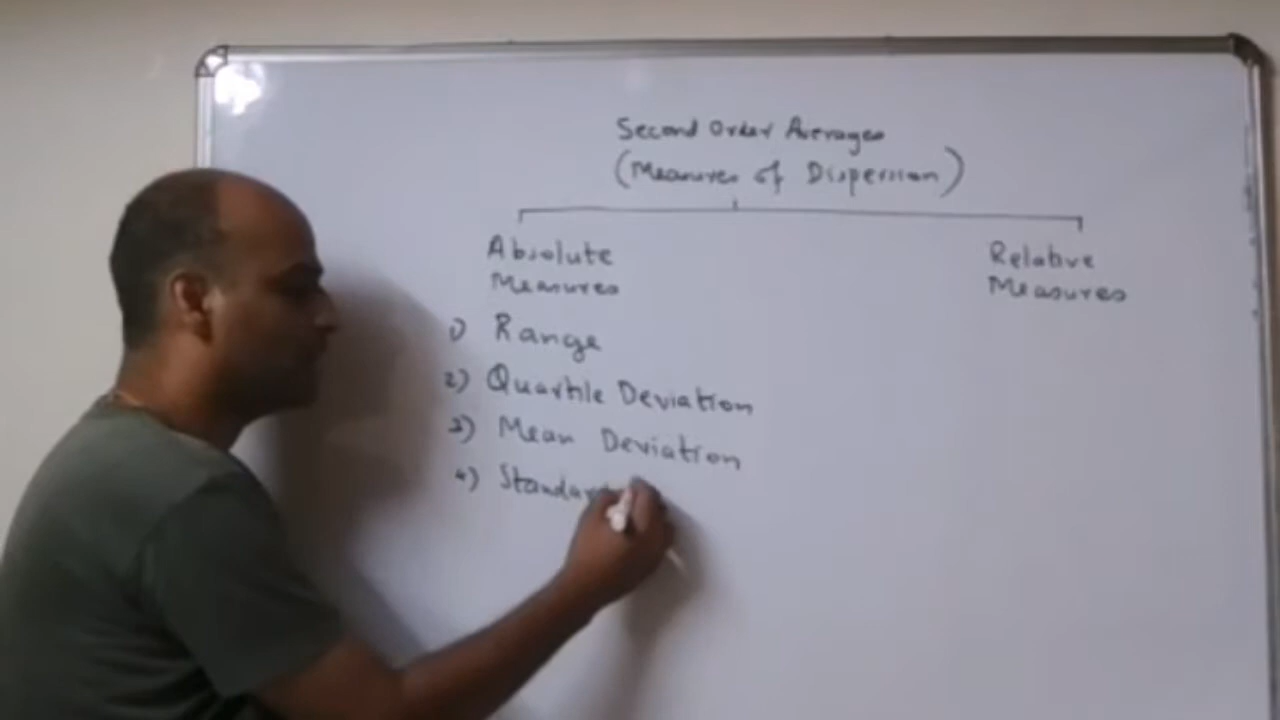 Second Order Averages
(Measures of Dispersion)
Absolute
Measures
Relative
Measures
1) Range
2) Quartile Deviation
3) Mean Deviation
4) Standar